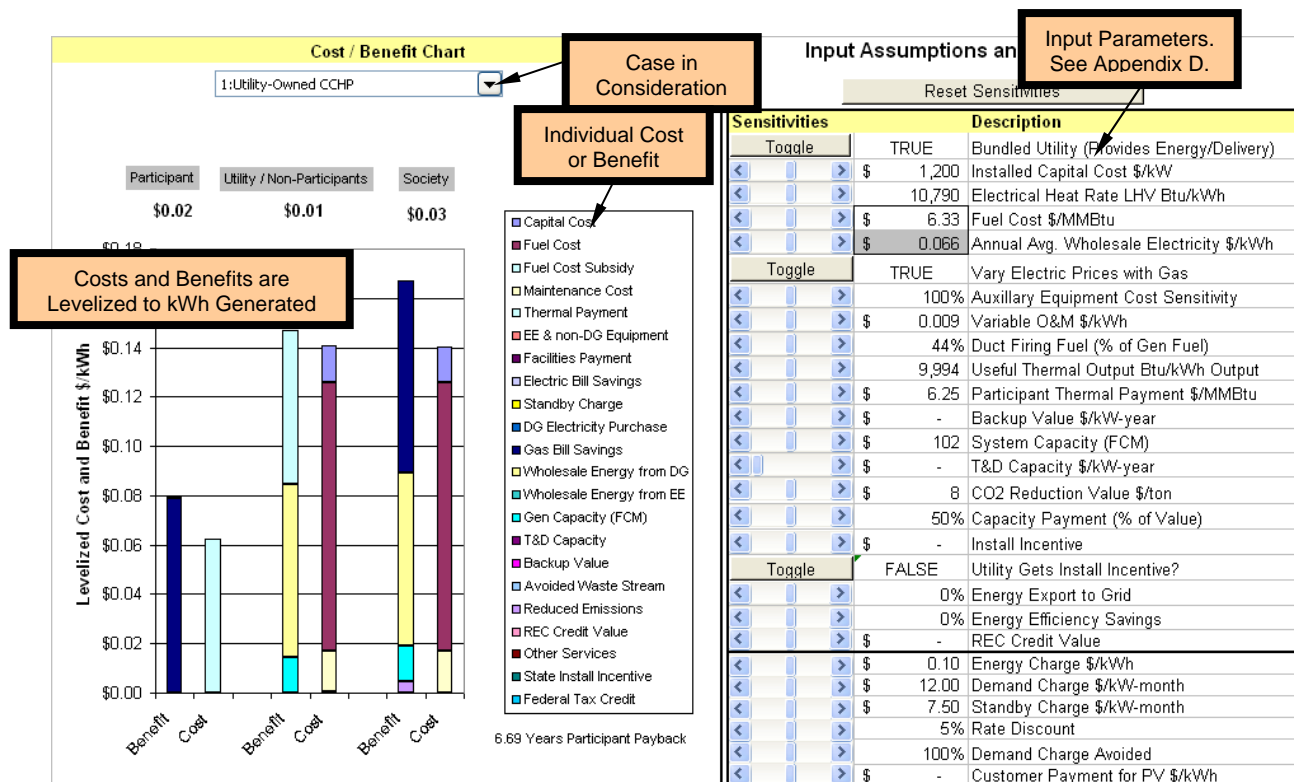 Cost / Benefit Chart
1:Utility-Owned CCHP
Case in
Consideration
Individual Cost
or Benefit
Participant
Utility / Non-Participants
Society
$0.02
$0.01
$0.03
Costs and Benefits are
Levelized to kWh Generated
Levelized Cost and Benefit $/kWh
$0.18
$0.14
$0.12
$0.10
$0.08
$0.06
$0.04
$0.02
$0.00
Benefit
Cost
Benefit
Cost
Benefit
Cost
Capital Cost
Fuel Cost
Fuel Cost Subsidy
Maintenance Cost
Thermal Payment
EE & non-DG Equipment
Facilities Payment
Electric Bill Savings
Standby Charge
DG Electricity Purchase
Gas Bill Savings
Wholesale Energy from DG
Wholesale Energy from EE
Gen Capacity (FCM)
T&D Capacity
Backup Value
Avoided Waste Stream
Reduced Emissions
REC Credit Value
Other Services
State Install Incentive
Federal Tax Credit
6.69 Years Participant Payback
Input Assumptions an
Input Parameters.
See Appendix D.
Reset Sensitivities
Sensitivities Description
Toggle TRUE Bundled Utility (Provides Energy/Delivery)
$ 1,200 Installed Capital Cost $/kW
10,790 Electrical Heat Rate LHV Btu/kWh
$ 6.33 Fuel Cost $/MMBtu
$ 0.066 Annual Avg. Wholesale Electricity $/kWh
Toggle TRUE Vary Electric Prices with Gas
100% Auxillary Equipment Cost Sensitivity
$ 0.009 Variable O&M $/kWh
44% Duct Firing Fuel (% of Gen Fuel)
9,994 Useful Thermal Output Btu/kWh Output
$ 6.25 Participant Thermal Payment $/MMBtu
$ - Backup Value $/kW-year
$ 102 System Capacity (FCM)
$ - T&D Capacity $/kW-year
$ 8 CO2 Reduction Value $/ton
50% Capacity Payment (% of Value)
$ - Install Incentive
Toggle FALSE Utility Gets Install Incentive?
0% Energy Export to Grid
0% Energy Efficiency Savings
$ - REC Credit Value
$ 0.10 Energy Charge $/kWh
$ 12.00 Demand Charge $/kW-month
$ 7.50 Standby Charge $/kW-month
5% Rate Discount
100% Demand Charge Avoided
$ - Customer Payment for PV $/kWh